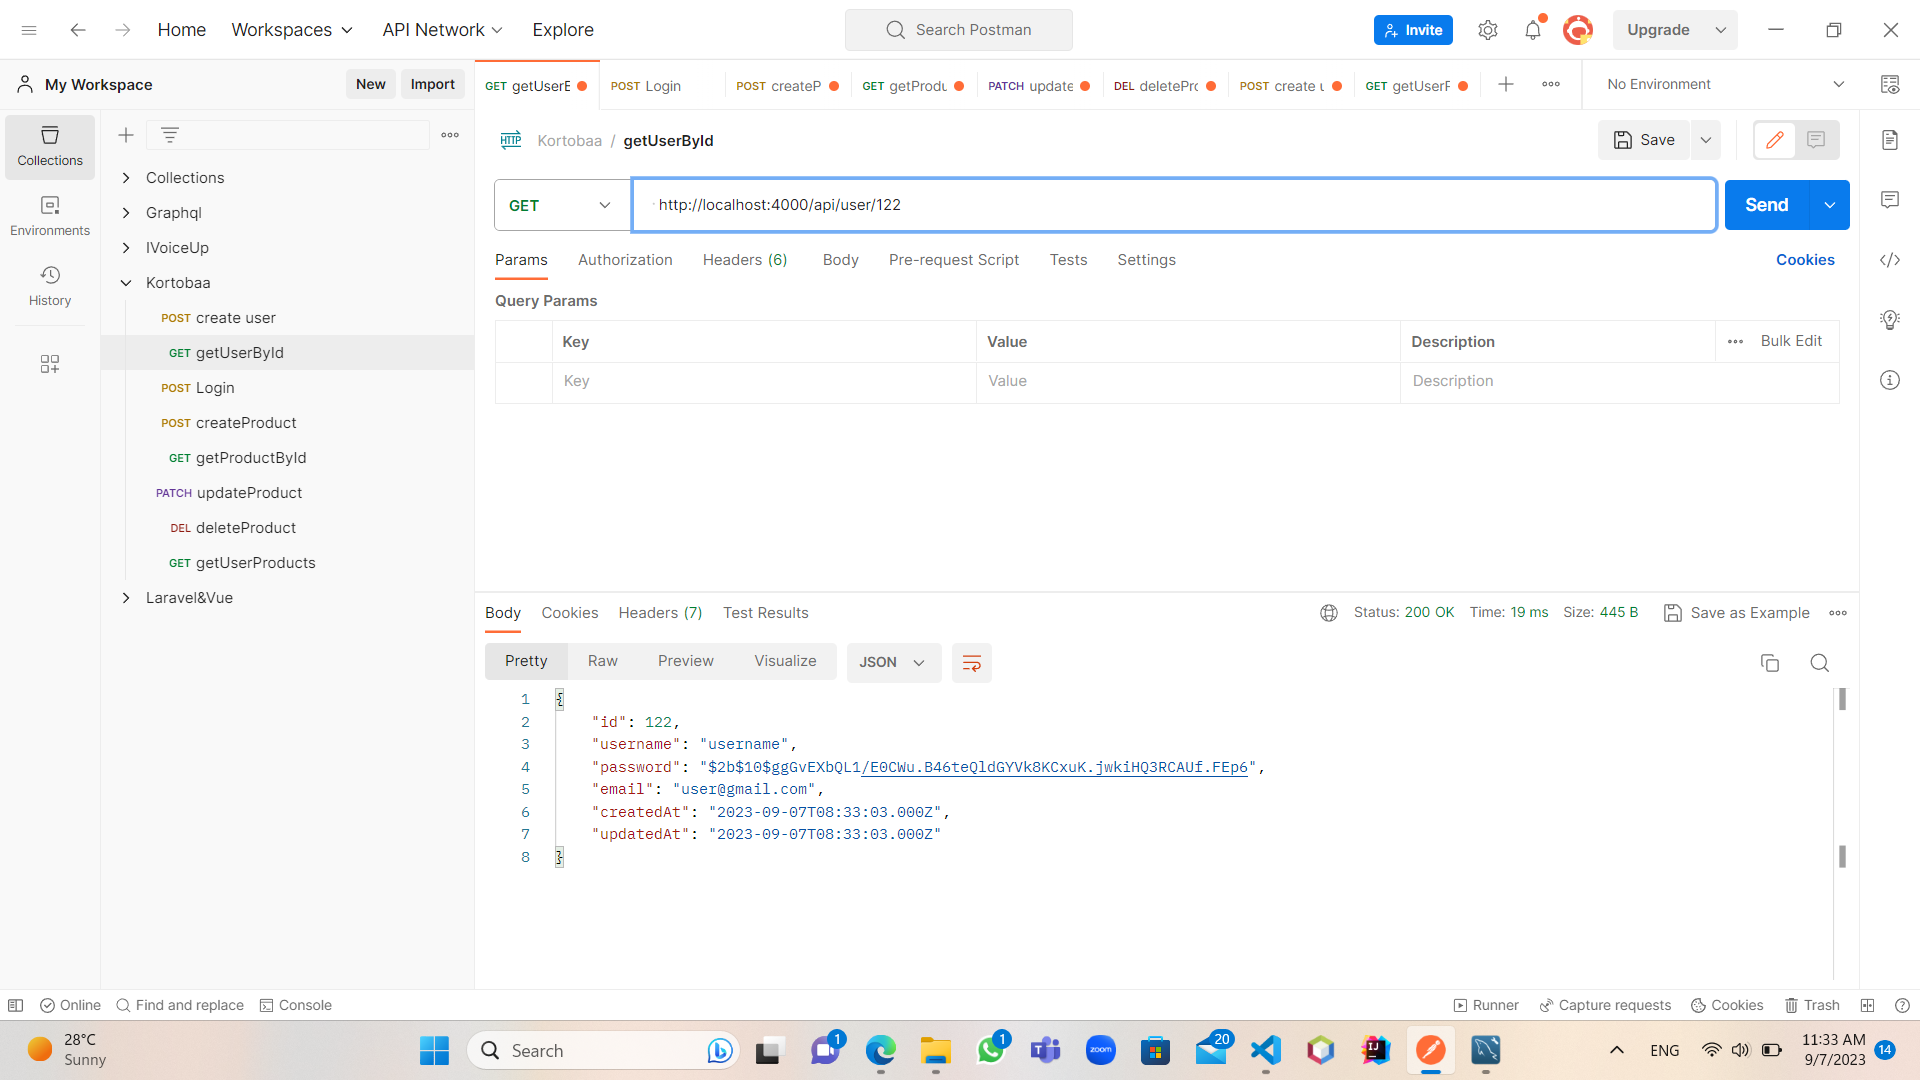 Home Workspaces API Network Explore Search Postman Invite Upgrade
My Workspace New Import
GET getUserE POST Login POST createP GET getProdu PATCH update DEL deletePro POST create u GET getUserF No Environment
Collections
Environments
History
Collections
Graphql
IVoiceUp
Kortobaa
POST create user
GET getUserById
POST Login
POST createProduct
GET getProductById
PATCH updateProduct
DEL deleteProduct
GET getUserProducts
Laravel&Vue
HTTP Kortobaa / getUserById Save
GET http://localhost:4000/api/user/122 Send
Params Authorization Headers (6) Body Pre-request Script Tests Settings Cookies
Query Params
Key Value Description Bulk Edit
Key Value Description
Body Cookies Headers (7) Test Results Status: 200 OK Time: 19 ms Size: 445 B Save as Example
Pretty Raw Preview Visualize JSON
1 {
2 "id": 122,
3 "username": "username",
4 "password": "$2b$10$ggGvEXbQL1/E0CWu.B46teQldGYVk8KCxuK.jwkiHQ3RCAUf.FEp6",
5 "email": "user@gmail.com",
6 "createdAt": "2023-09-07T08:33:03.000Z",
7 "updatedAt": "2023-09-07T08:33:03.000Z"
8 }
Online Find and replace Console Runner Capture requests Cookies Trash
28°C
Sunny
Search
1
1
zoom
20
IJ
ENG
11:33 AM
9/7/2023
14